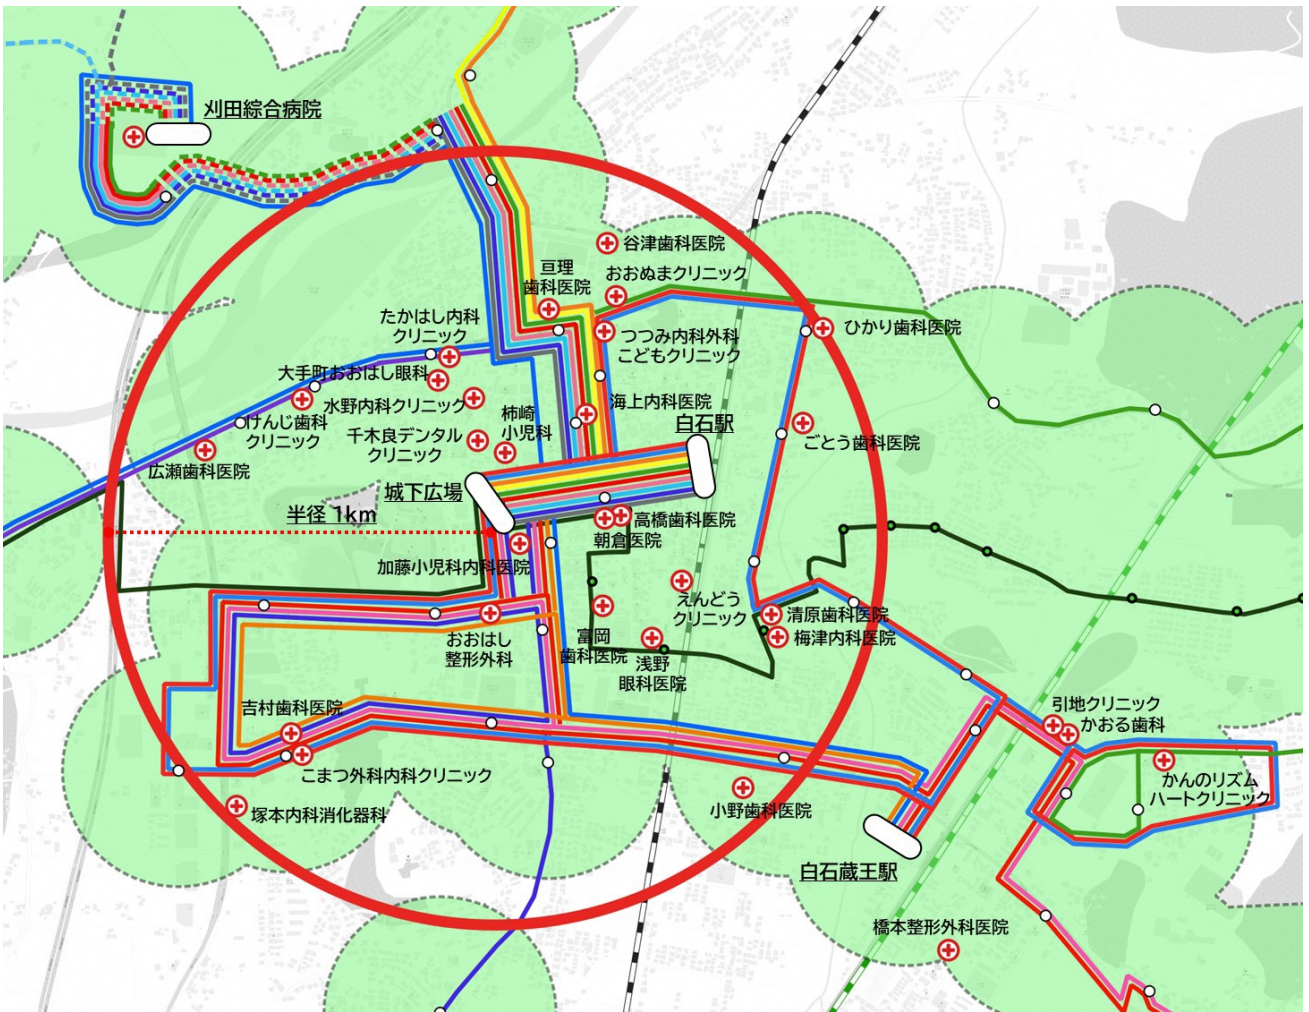 刈田綜合病院
谷津歯科医院
亘理
歯科医院
おおぬまクリニック
たかはし内科
クリニック
つつみ内科外科
こどもクリニック
ひかり歯科医院
大手町おおはし眼科
水野内科クリニック
けんじ歯科
クリニック
柿崎
小児科
海上内科医院
白石駅
千木良デンタル
クリニック
ごとう歯科医院
広瀬歯科医院
城下広場
半径 1km
高橋歯科医院
朝倉医院
加藤小児科内科医院
えんどう
クリニック
清原歯科医院
梅津内科医院
おおはし
整形外科
富岡
歯科医院
浅野
眼科医院
吉村歯科医院
引地クリニック
かおる歯科
こまつ外科内科クリニック
かんのリズム
ハートクリニック
塚本内科消化器科
小野歯科医院
白石蔵王駅
橋本整形外科医院